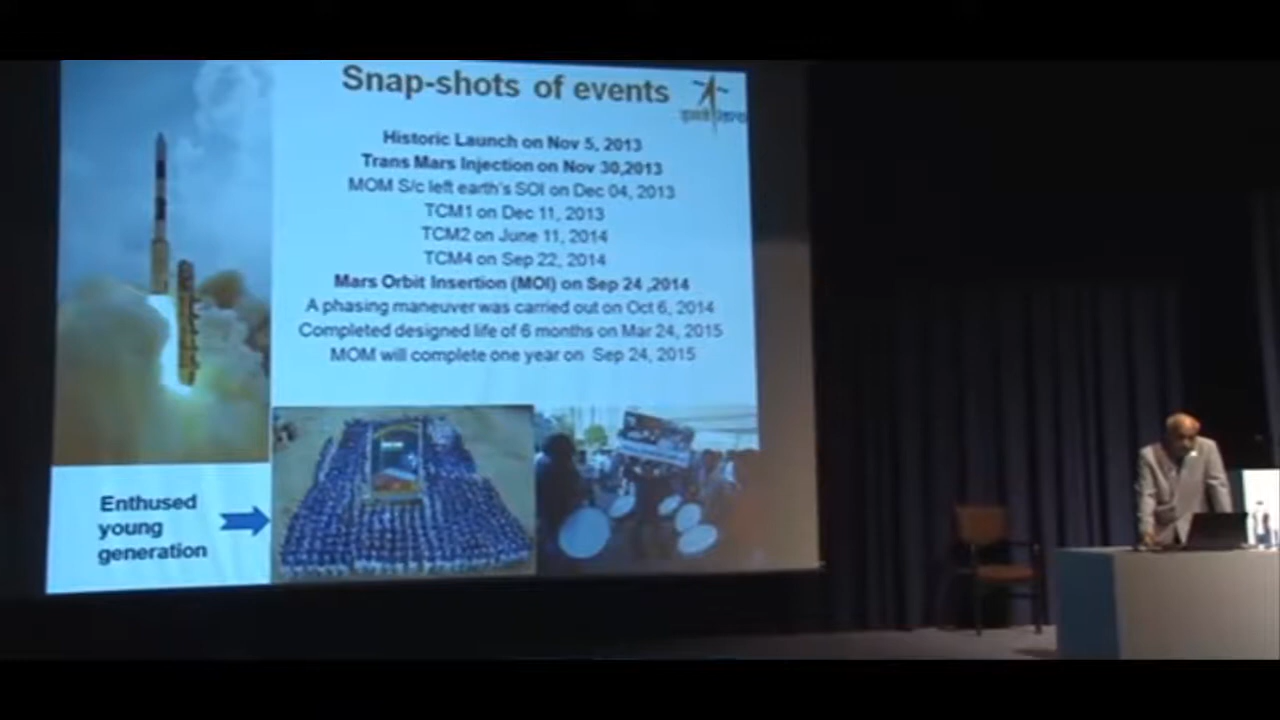 Snap-shots of events
isro
Historic Launch on Nov 5, 2013
Trans Mars Injection on Nov 30,2013
MOM S/c left earth's SOI on Dec 04, 2013
TCM1 on Dec 11, 2013
TCM2 on June 11, 2014
TCM4 on Sep 22, 2014
Mars Orbit Insertion (MOI) on Sep 24 ,2014
A phasing maneuver was carried out on Oct 6, 2014
Completed designed life of 6 months on Mar 24, 2015
MOM will complete one year on Sep 24, 2015
Enthused
young
generation